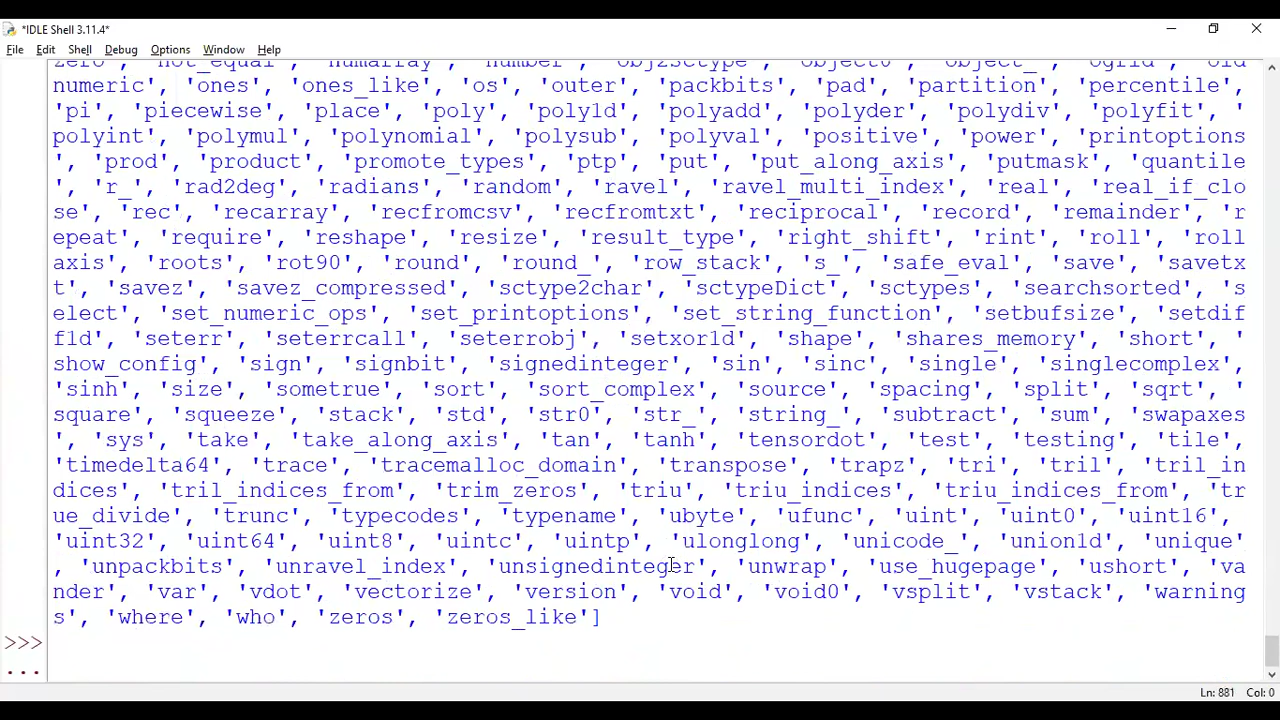 *IDLE Shell 3.11.4*
File Edit Shell Debug Options Window Help
zero', 'not_equal', 'numarray', 'number', 'obj2sctype', 'object0', 'object_', 'ogrid', 'old
numeric', 'ones', 'ones_like', 'os', 'outer', 'packbits', 'pad', 'partition', 'percentile',
'pi', 'piecewise', 'place', 'poly', 'poly1d', 'polyadd', 'polyder', 'polydiv', 'polyfit', '
polyint', 'polymul', 'polynomial', 'polysub', 'polyval', 'positive', 'power', 'printoptions
', 'prod', 'product', 'promote_types', 'ptp', 'put', 'put_along_axis', 'putmask', 'quantile
', 'r_', 'rad2deg', 'radians', 'random', 'ravel', 'ravel_multi_index', 'real', 'real_if_clo
se', 'rec', 'recarray', 'recfromcsv', 'recfromtxt', 'reciprocal', 'record', 'remainder', 'r
epeat', 'require', 'reshape', 'resize', 'result_type', 'right_shift', 'rint', 'roll', 'roll
axis', 'roots', 'rot90', 'round', 'round_', 'row_stack', 's_', 'safe_eval', 'save', 'savetx
t', 'savez', 'savez_compressed', 'sctype2char', 'sctypeDict', 'sctypes', 'searchsorted', 's
elect', 'set_numeric_ops', 'set_printoptions', 'set_string_function', 'setbufsize', 'setdif
f1d', 'seterr', 'seterrcall', 'seterrobj', 'setxor1d', 'shape', 'shares_memory', 'short', '
show_config', 'sign', 'signbit', 'signedinteger', 'sin', 'sinc', 'single', 'singlecomplex',
'sinh', 'size', 'sometrue', 'sort', 'sort_complex', 'source', 'spacing', 'split', 'sqrt', '
square', 'squeeze', 'stack', 'std', 'str0', 'str_', 'string_', 'subtract', 'sum', 'swapaxes
', 'sys', 'take', 'take_along_axis', 'tan', 'tanh', 'tensordot', 'test', 'testing', 'tile',
'timedelta64', 'trace', 'tracemalloc_domain', 'transpose', 'trapz', 'tri', 'tril', 'tril_in
dices', 'tril_indices_from', 'trim_zeros', 'triu', 'triu_indices', 'triu_indices_from', 'tr
ue_divide', 'trunc', 'typecodes', 'typename', 'ubyte', 'ufunc', 'uint', 'uint0', 'uint16',
'uint32', 'uint64', 'uint8', 'uintc', 'uintp', 'ulonglong', 'unicode_', 'union1d', 'unique'
, 'unpackbits', 'unravel_index', 'unsignedinteger', 'unwrap', 'use_hugepage', 'ushort', 'va
nder', 'var', 'vdot', 'vectorize', 'version', 'void', 'void0', 'vsplit', 'vstack', 'warning
s', 'where', 'who', 'zeros', 'zeros_like']
>>>
...
Ln: 881 Col: 0